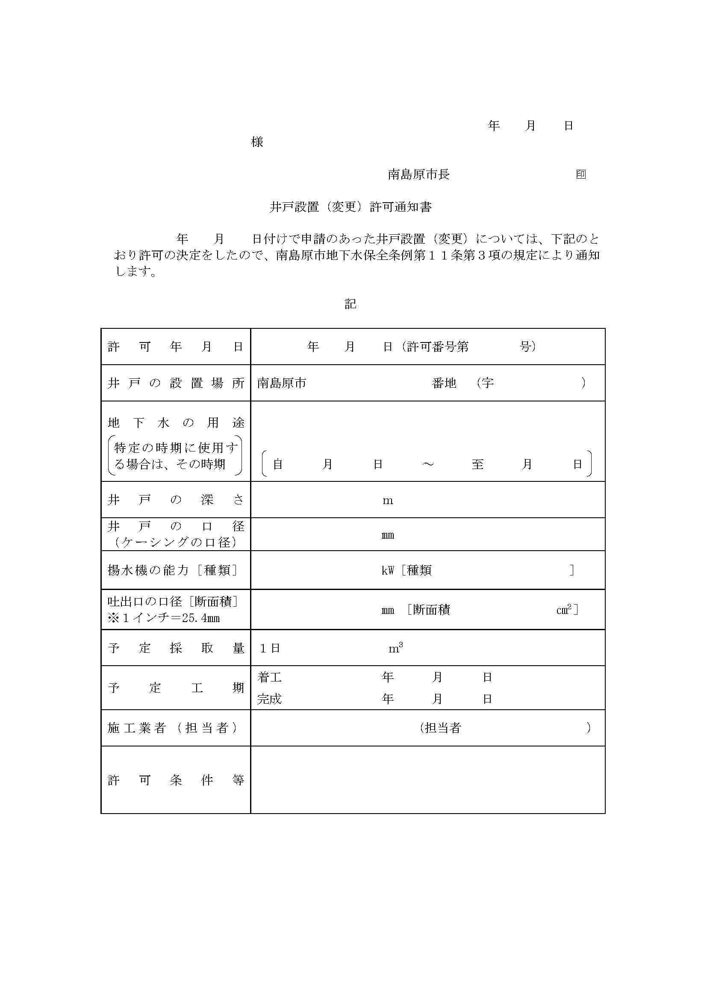 年　　月　　日
様
南島原市長　　　　　　　　　　㊞
井戸設置（変更）許可通知書
年　　月　　日付けで申請のあった井戸設置（変更）については、下記のと
おり許可の決定をしたので、南島原市地下水保全条例第１１条第３項の規定により通知
します。
記
許可年月日　　年　　月　　日（許可番号第　　　　号）
井戸の設置場所　南島原市　　　　　　　　　　番地　（字　　　　　　　）
地下水の用途
特定の時期に使用す
る場合は、その時期　自　　　月　　　日　　　～　　　至　　　月　　　日
井戸の深さ　　　　　　m
井戸の口径
（ケーシングの口径）　　　　　　mm
揚水機の能力［種類］　　　　　　kW［種類　　　　　　　　　　　］
吐出口の口径［断面積］
※１インチ＝25.4mm　　　　　　mm ［断面積　　　　　　　　cm²］
予定採取量　１日　　　　　　　　m³
予定工期　着工　　　　　　　　年　　　月　　　日
完成　　　　　　　　年　　　月　　　日
施工業者（担当者）　　　　　　（担当者　　　　　　　　　　）
許可条件等